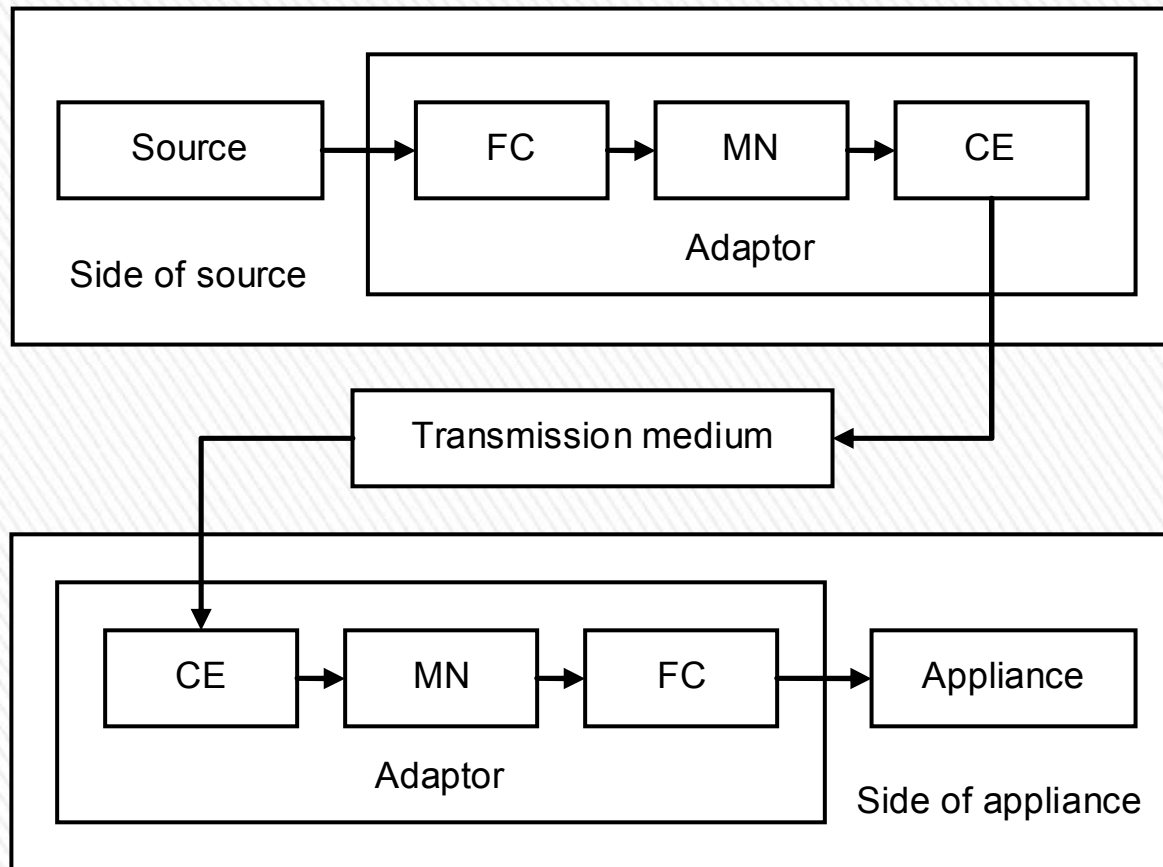 Source
FC
MN
CE
Adaptor
Side of source
Transmission medium
CE
MN
FC
Appliance
Adaptor
Side of appliance